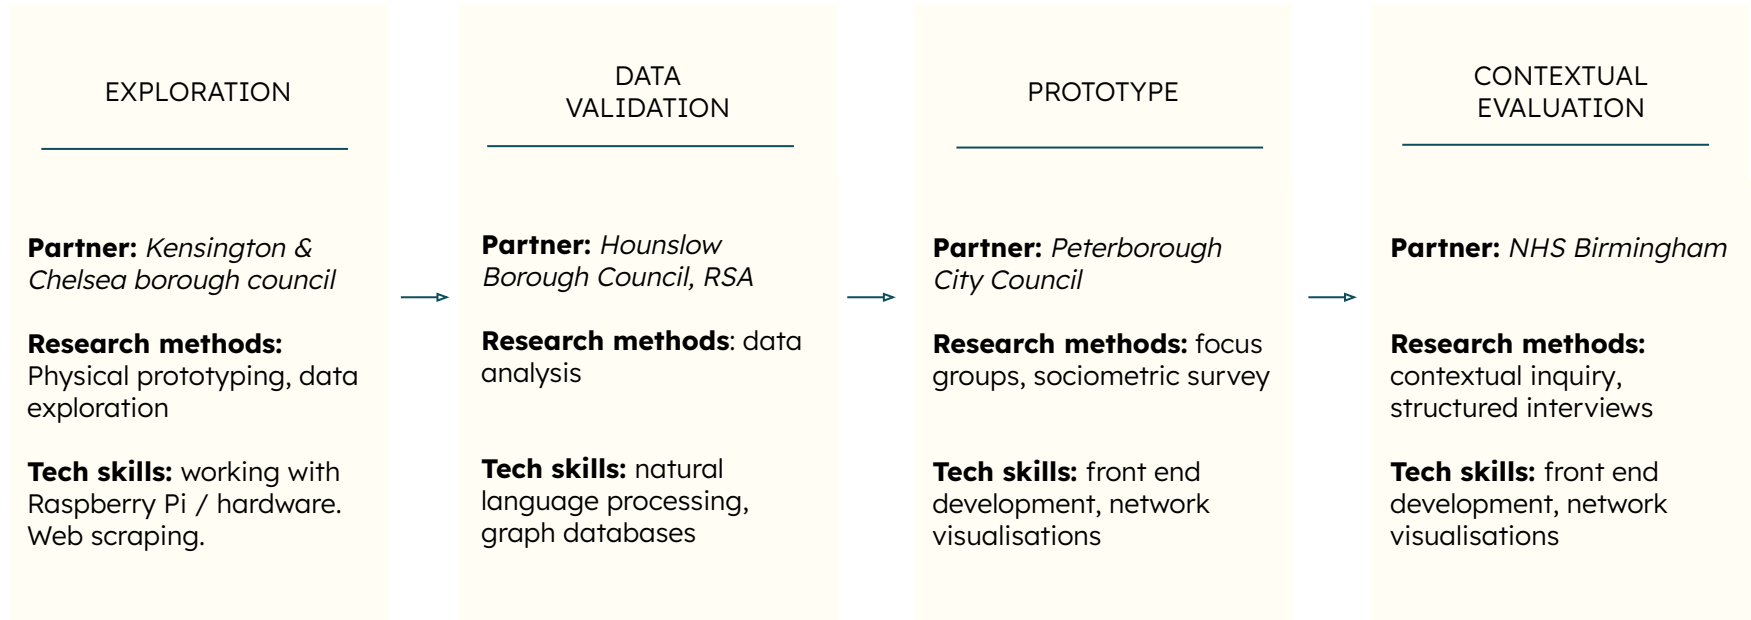 EXPLORATION
Partner: Kensington &
Chelsea borough council
Research methods:
Physical prototyping, data
exploration
Tech skills: working with
Raspberry Pi / hardware.
Web scraping.
DATA
VALIDATION
Partner: Hounslow
Borough Council, RSA
Research methods: data
analysis
Tech skills: natural
language processing,
graph databases
PROTOTYPE
Partner: Peterborough
City Council
Research methods: focus
groups, sociometric survey
Tech skills: front end
development, network
visualisations
CONTEXTUAL
EVALUATION
Partner: NHS Birmingham
Research methods:
contextual inquiry,
structured interviews
Tech skills: front end
development, network
visualisations